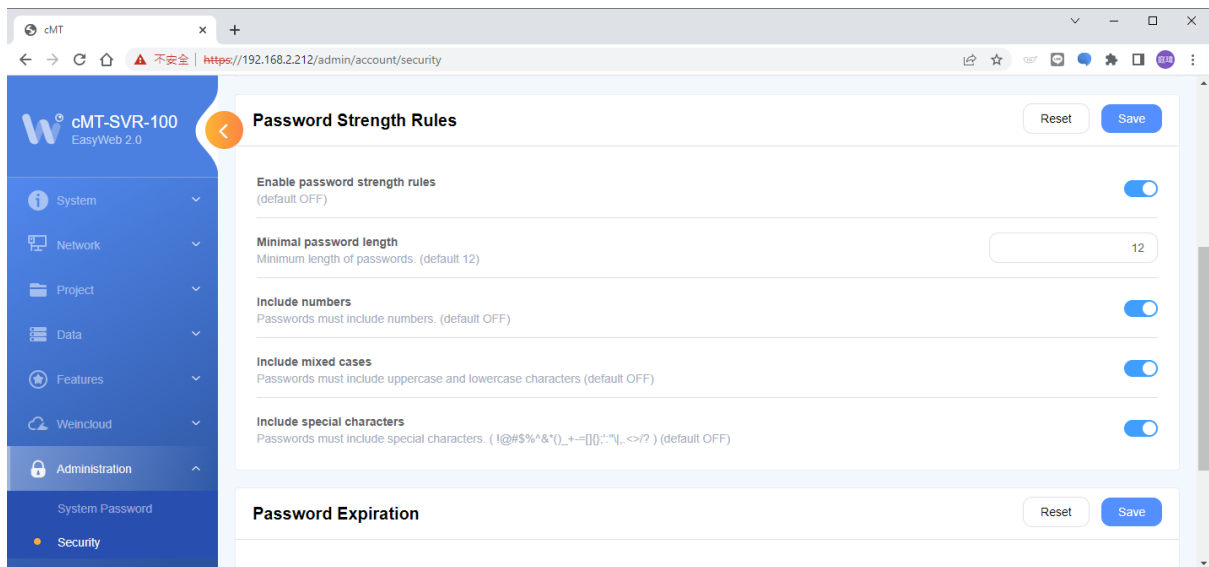 cMT
不安全 | https://192.168.2.212/admin/account/security
庭瑋
cMT-SVR-100
EasyWeb 2.0
System
Network
Project
Data
Features
Weincloud
Administration
System Password
Security
Password Strength Rules
Reset
Save
Enable password strength rules
(default OFF)
Minimal password length
Minimum length of passwords. (default 12)
12
Include numbers
Passwords must include numbers. (default OFF)
Include mixed cases
Passwords must include uppercase and lowercase characters (default OFF)
Include special characters
Passwords must include special characters. ( !@#$%^&*()_+-=[]{};':"\|,.<>/? ) (default OFF)
Password Expiration
Reset
Save